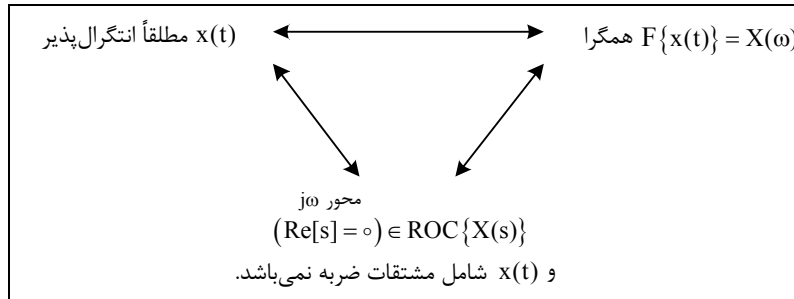 x(t) مطلقاً انتگرال‌پذیر
F{x(t)} = X(ω) همگرا
محور jω
(Re[s] = ∘) ∈ ROC{X(s)}
و x(t) شامل مشتقات ضربه نمی‌باشد.